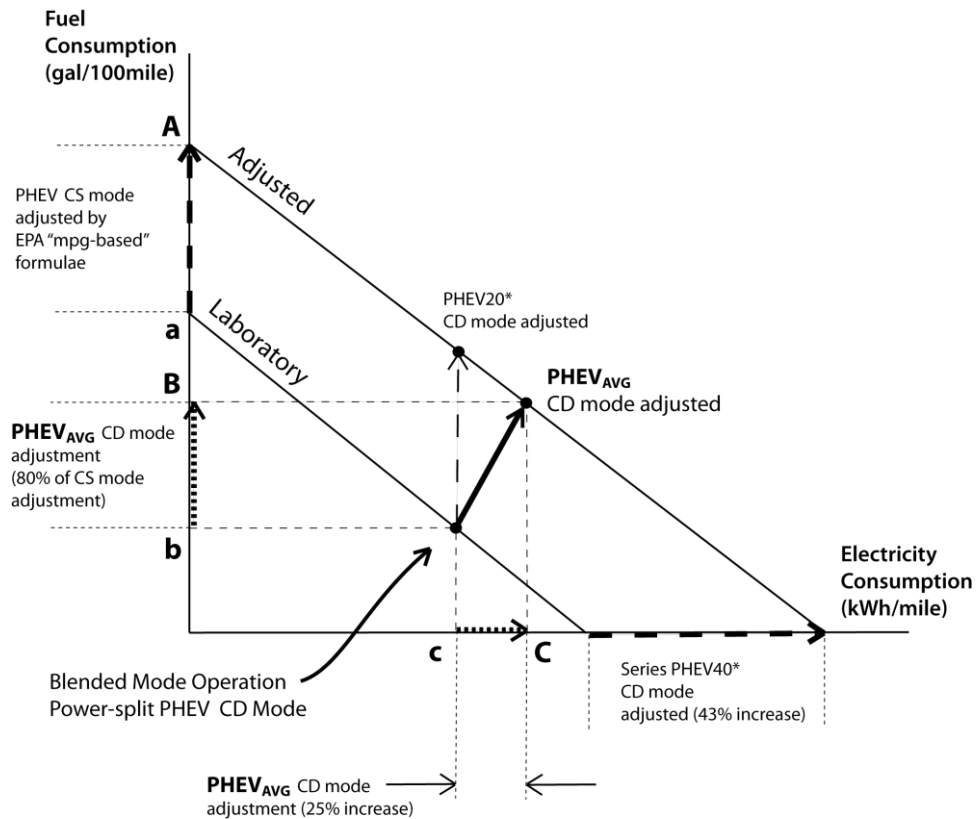 Fuel
Consumption
(gal/100mile)
A
Adjusted
PHEV CS mode
adjusted by
EPA “mpg-based”
formulae
PHEV20*
CD mode adjusted
a
Laboratory
B
PHEVAVG
CD mode adjusted
PHEVAVG CD mode
adjustment
(80% of CS mode
adjustment)
b
Electricity
Consumption
(kWh/mile)
c
C
Series PHEV40*
CD mode
adjusted (43% increase)
Blended Mode Operation
Power-split PHEV CD Mode
PHEVAVG CD mode
adjustment (25% increase)